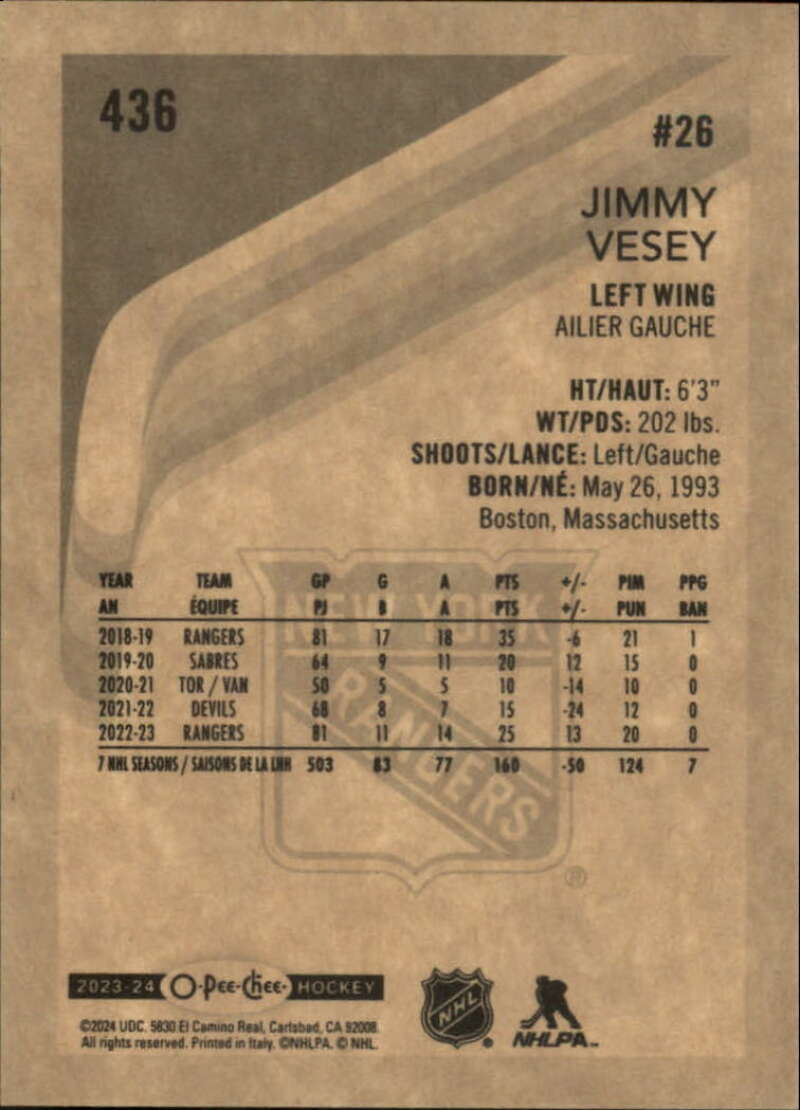 436
#26
JIMMY
VESEY
LEFT WING
AILIER GAUCHE
HT/HAUT: 6'3"
WT/PDS: 202 lbs.
SHOOTS/LANCE: Left/Gauche
BORN/NÉ: May 26, 1993
Boston, Massachusetts
YEAR TEAM GP G A PTS +/- PIM PPG
AN ÉQUIPE PJ B A PTS +/- PUN BAN
2018-19 RANGERS 81 17 18 35 -6 21 1
2019-20 SABRES 64 9 11 20 12 15 0
2020-21 TOR / VAN 50 5 5 10 -14 10 0
2021-22 DEVILS 68 8 7 15 -24 12 0
2022-23 RANGERS 81 11 14 25 13 20 0
7 NHL SEASONS / SAISONS DE LA LNH 503 83 77 160 -50 124 7
NEW YORK
RANGERS
®
2023-24 O-Pee-Chee- HOCKEY
©2024 UDC. 5830 El Camino Real, Carlsbad, CA 92008.
All rights reserved. Printed in Italy. ©NHLPA. © NHL.
NHL
NHLPA